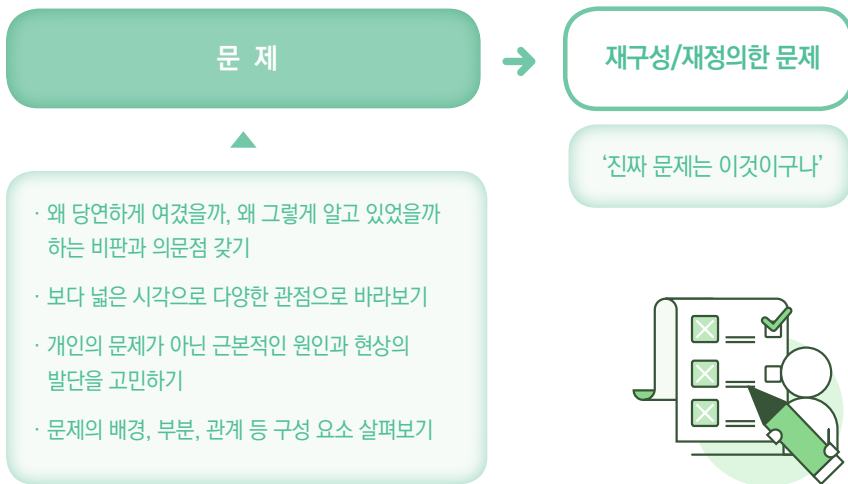 문 제
재구성/재정의한 문제
‘진짜 문제는 이것이구나’
· 왜 당연하게 여겼을까, 왜 그렇게 알고 있었을까
하는 비판과 의문점 갖기
· 보다 넓은 시각으로 다양한 관점으로 바라보기
· 개인의 문제가 아닌 근본적인 원인과 현상의
발단을 고민하기
· 문제의 배경, 부분, 관계 등 구성 요소 살펴보기